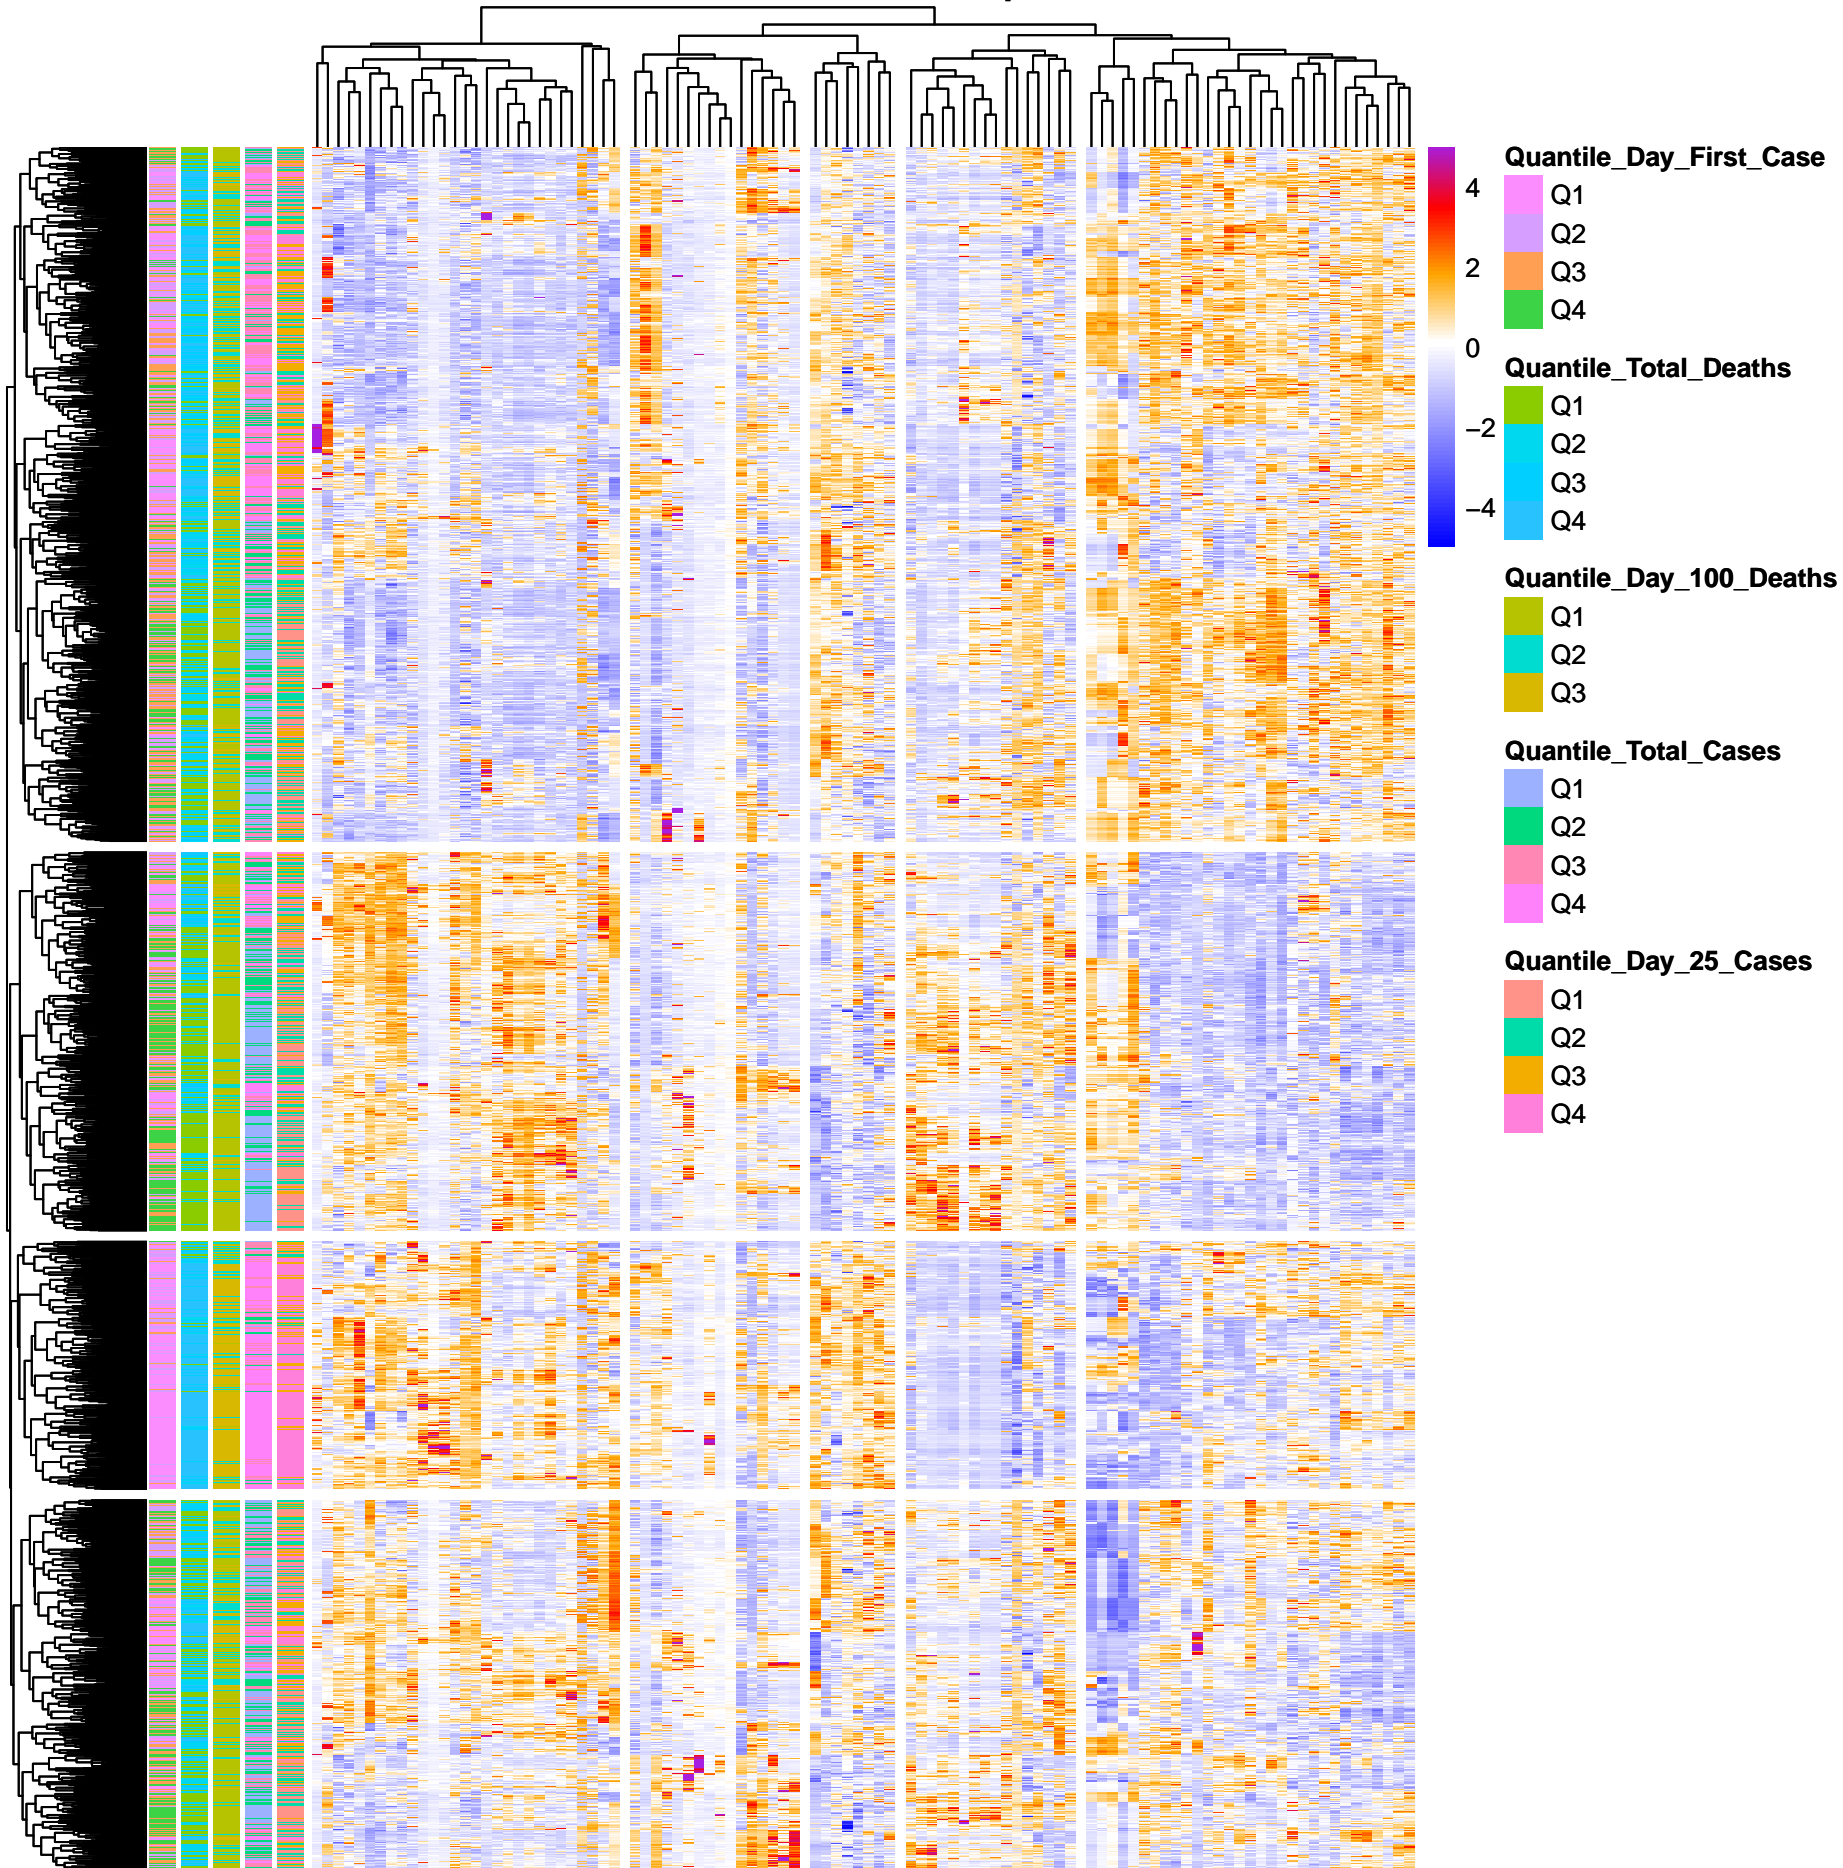 4
2
0
−2
−4
Quantile_Day_First_Case
Q1
Q2
Q3
Q4
Quantile_Total_Deaths
Q1
Q2
Q3
Q4
Quantile_Day_100_Deaths
Q1
Q2
Q3
Quantile_Total_Cases
Q1
Q2
Q3
Q4
Quantile_Day_25_Cases
Q1
Q2
Q3
Q4